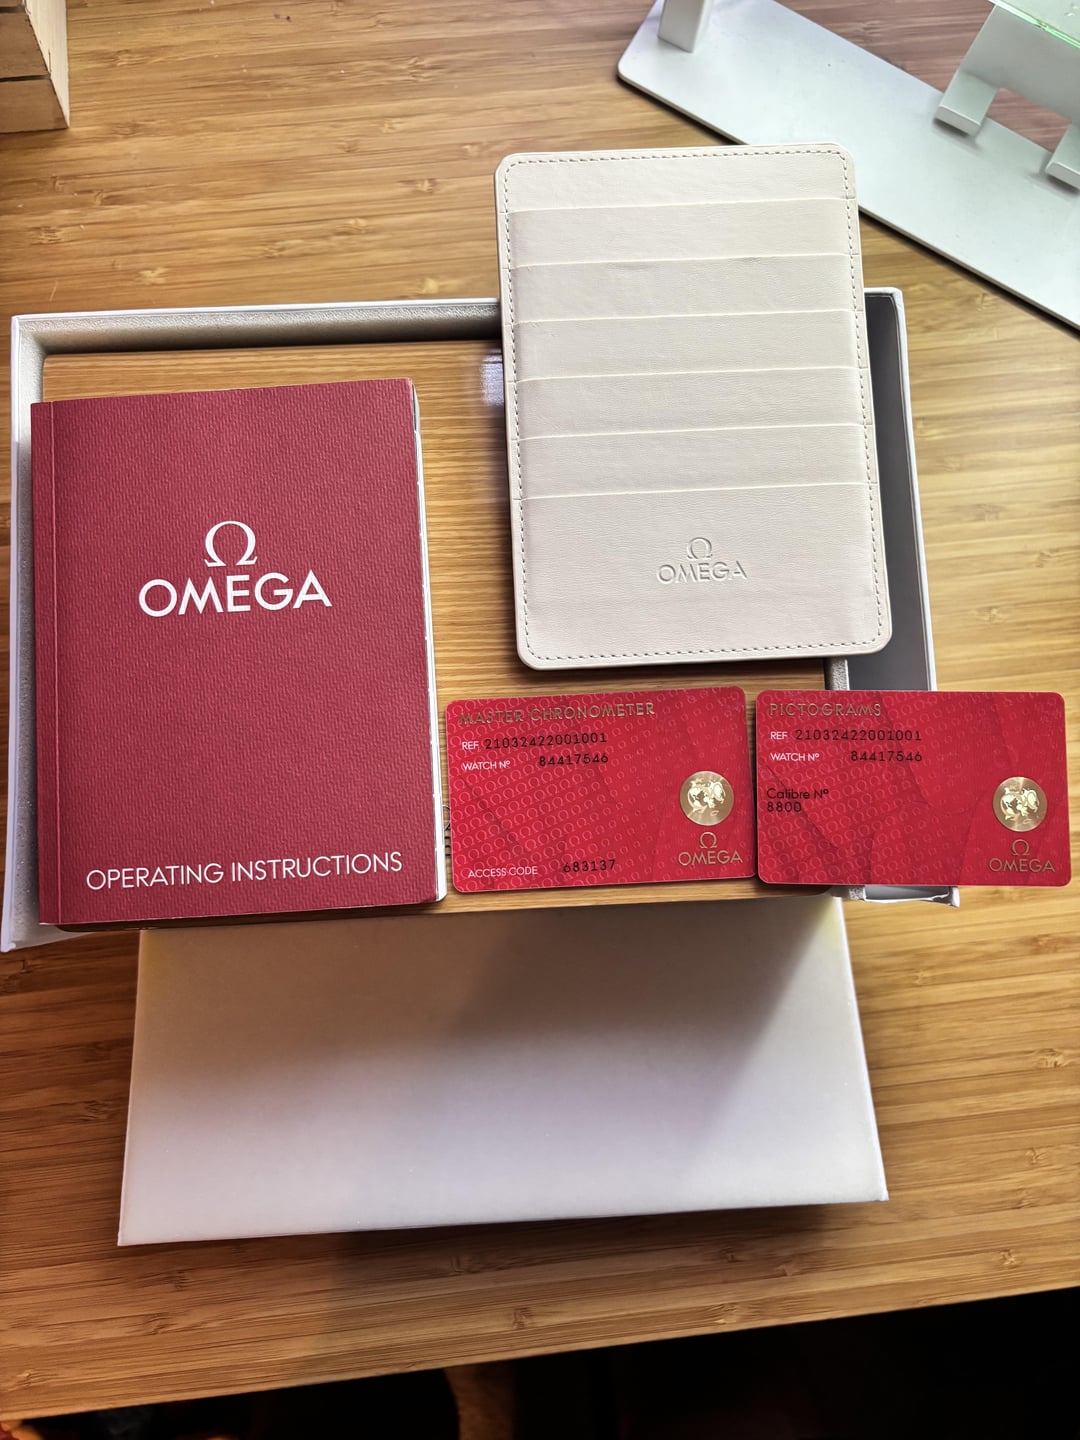 Ω
OMEGA
OPERATING INSTRUCTIONS
Ω
OMEGA
MASTER CHRONOMETER
REF. 21032422001001
WATCH Nº 84417546
ACCESS CODE 683137
Ω
OMEGA
PICTOGRAMS
REF. 21032422001001
WATCH Nº 84417546
Calibre Nº
8800
Ω
OMEGA